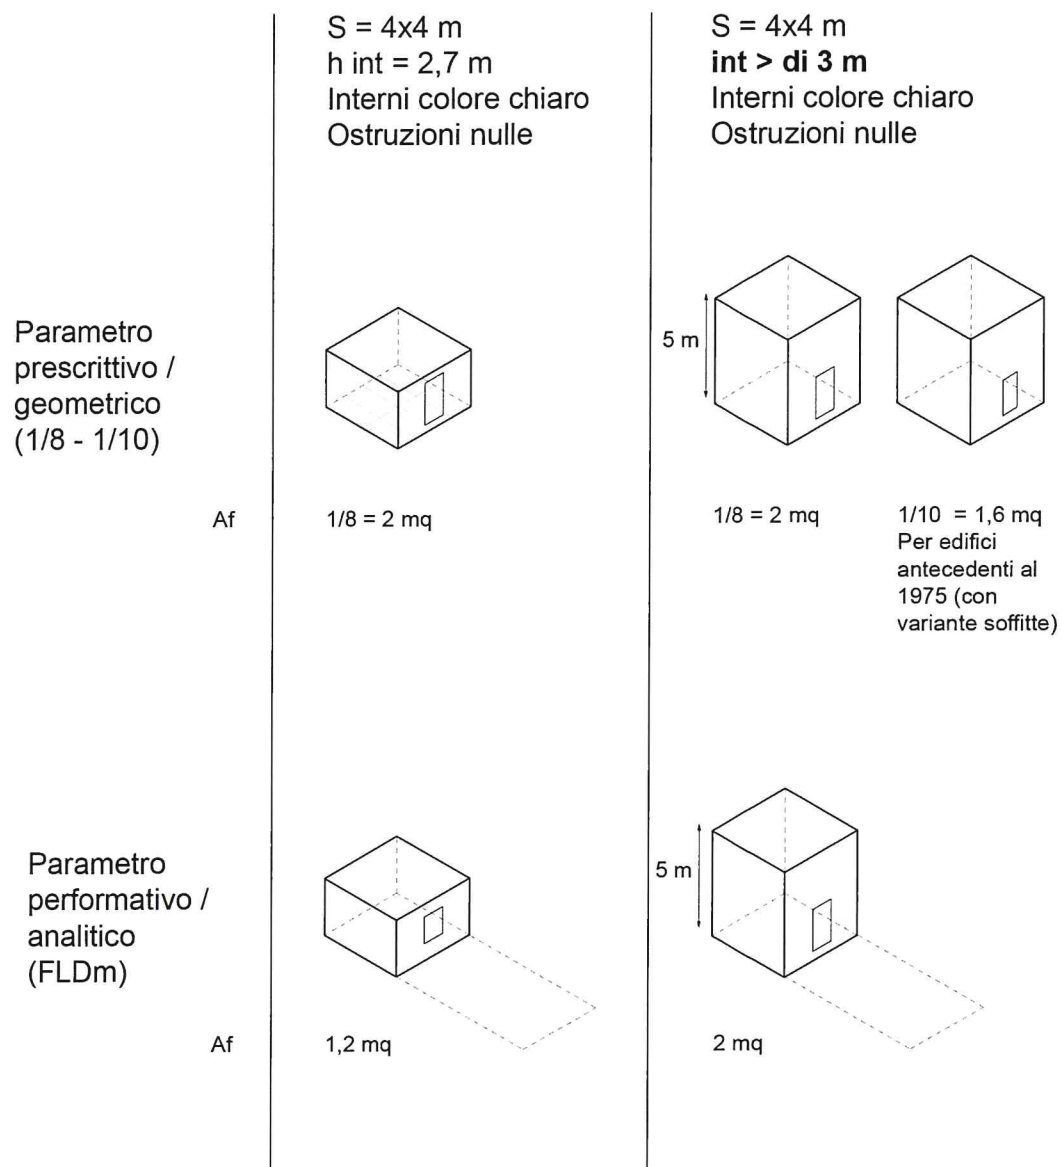 S = 4x4 m
h int = 2,7 m
Interni colore chiaro
Ostruzioni nulle
S = 4x4 m
int > di 3 m
Interni colore chiaro
Ostruzioni nulle
Parametro
prescrittivo /
geometrico
(1/8 - 1/10)
5 m
Af
1/8 = 2 mq
1/8 = 2 mq
1/10 = 1,6 mq
Per edifici
antecedenti al
1975 (con
variante soffitte)
Parametro
performativo /
analitico
(FLDm)
5 m
Af
1,2 mq
2 mq